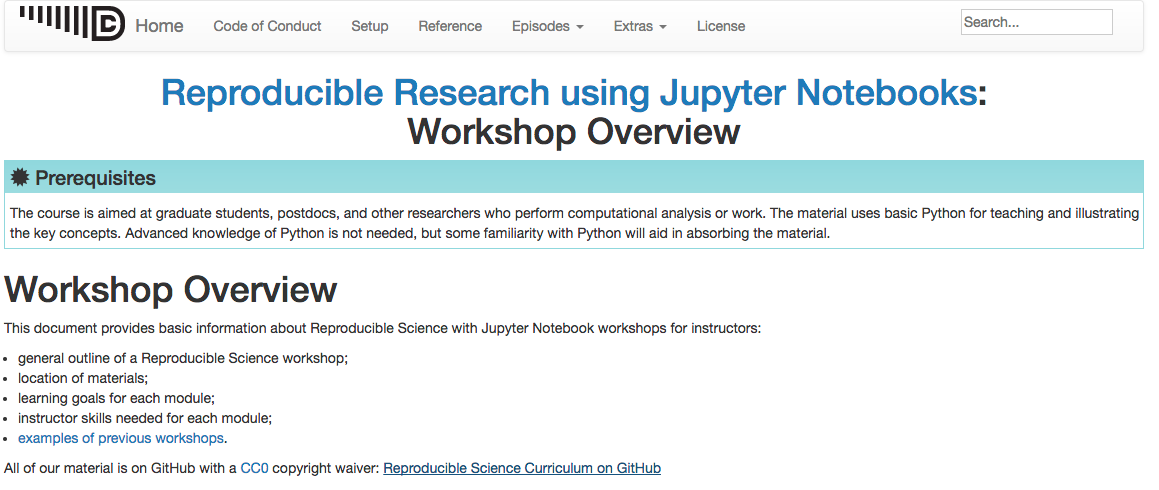 Home Code of Conduct Setup Reference Episodes Extras License Search...
Reproducible Research using Jupyter Notebooks:
Workshop Overview
Prerequisites
The course is aimed at graduate students, postdocs, and other researchers who perform computational analysis or work. The material uses basic Python for teaching and illustrating
the key concepts. Advanced knowledge of Python is not needed, but some familiarity with Python will aid in absorbing the material.
Workshop Overview
This document provides basic information about Reproducible Science with Jupyter Notebook workshops for instructors:
• general outline of a Reproducible Science workshop;
• location of materials;
• learning goals for each module;
• instructor skills needed for each module;
• examples of previous workshops.
All of our material is on GitHub with a CC0 copyright waiver: Reproducible Science Curriculum on GitHub